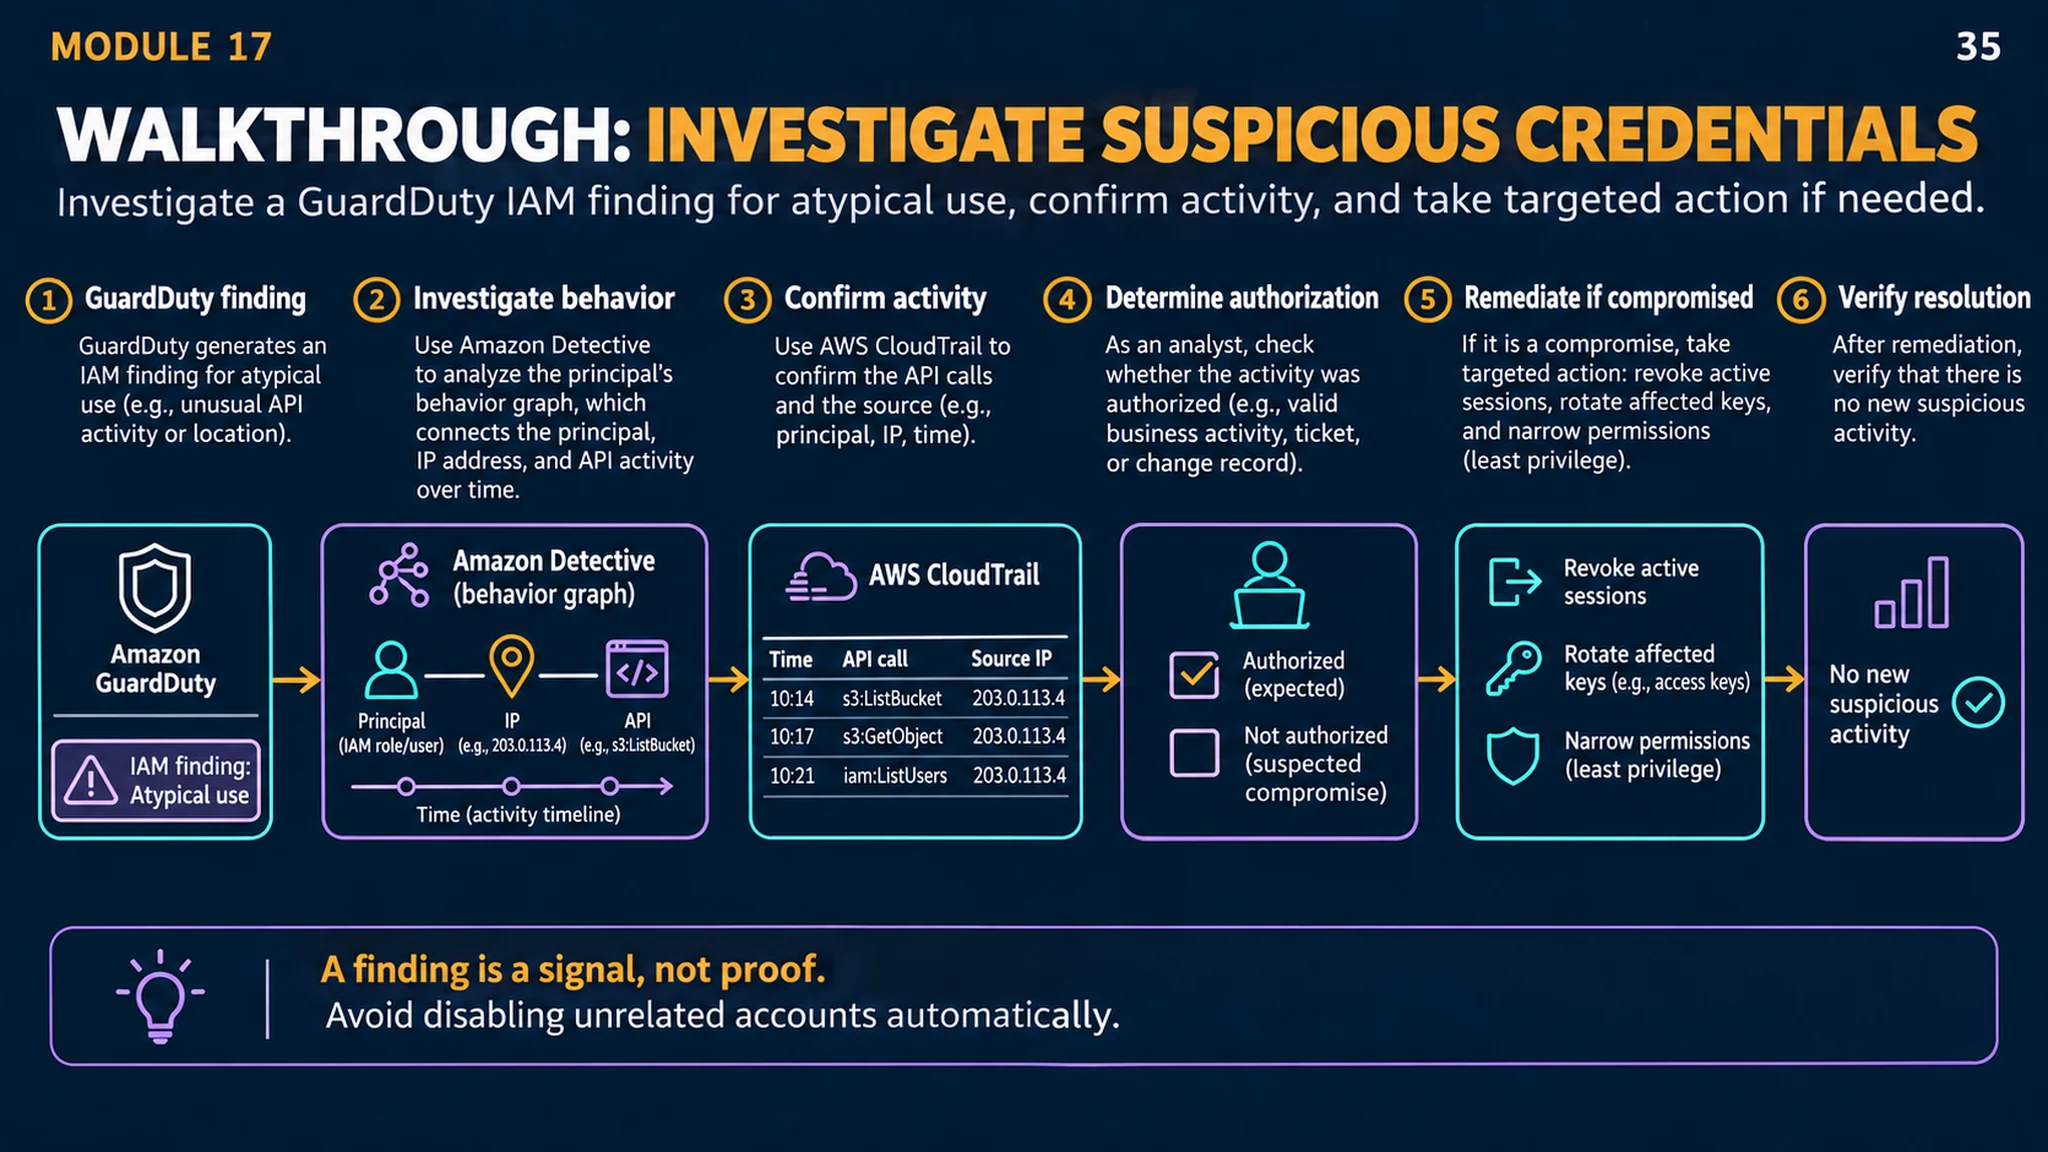 MODULE 17
35
WALKTHROUGH: INVESTIGATE SUSPICIOUS CREDENTIALS
Investigate a GuardDuty IAM finding for atypical use, confirm activity, and take targeted action if needed.
1 GuardDuty finding
GuardDuty generates an
IAM finding for atypical
use (e.g., unusual API
activity or location).
2 Investigate behavior
Use Amazon Detective
to analyze the principal's
behavior graph, which
connects the principal,
IP address, and API activity
over time.
3 Confirm activity
Use AWS CloudTrail to
confirm the API calls
and the source (e.g.,
principal, IP, time).
4 Determine authorization
As an analyst, check
whether the activity was
authorized (e.g., valid
business activity, ticket,
or change record).
5 Remediate if compromised
If it is a compromise, take
targeted action: revoke active
sessions, rotate affected keys,
and narrow permissions
(least privilege).
6 Verify resolution
After remediation,
verify that there is
no new suspicious
activity.
Amazon
GuardDuty
IAM finding:
Atypical use
Amazon Detective
(behavior graph)
Principal
(IAM role/user)
IP
(e.g., 203.0.113.4)
API
(e.g., s3:ListBucket)
Time (activity timeline)
AWS CloudTrail
Time API call Source IP
10:14 s3:ListBucket 203.0.113.4
10:17 s3:GetObject 203.0.113.4
10:21 iam:ListUsers 203.0.113.4
Authorized
(expected)
Not authorized
(suspected
compromise)
Revoke active
sessions
Rotate affected
keys (e.g., access keys)
Narrow permissions
(least privilege)
No new
suspicious
activity
A finding is a signal, not proof.
Avoid disabling unrelated accounts automatically.